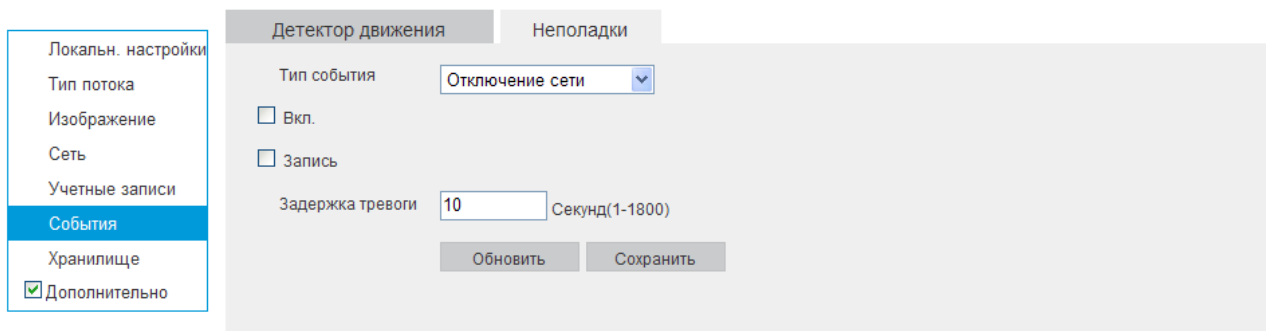 Детектор движения
Неполадки
Локальн. настройки
Тип потока
Изображение
Сеть
Учетные записи
События
Хранилище
Дополнительно
Тип события
Отключение сети
Вкл.
Запись
Задержка тревоги 10 Секунд(1-1800)
Обновить
Сохранить